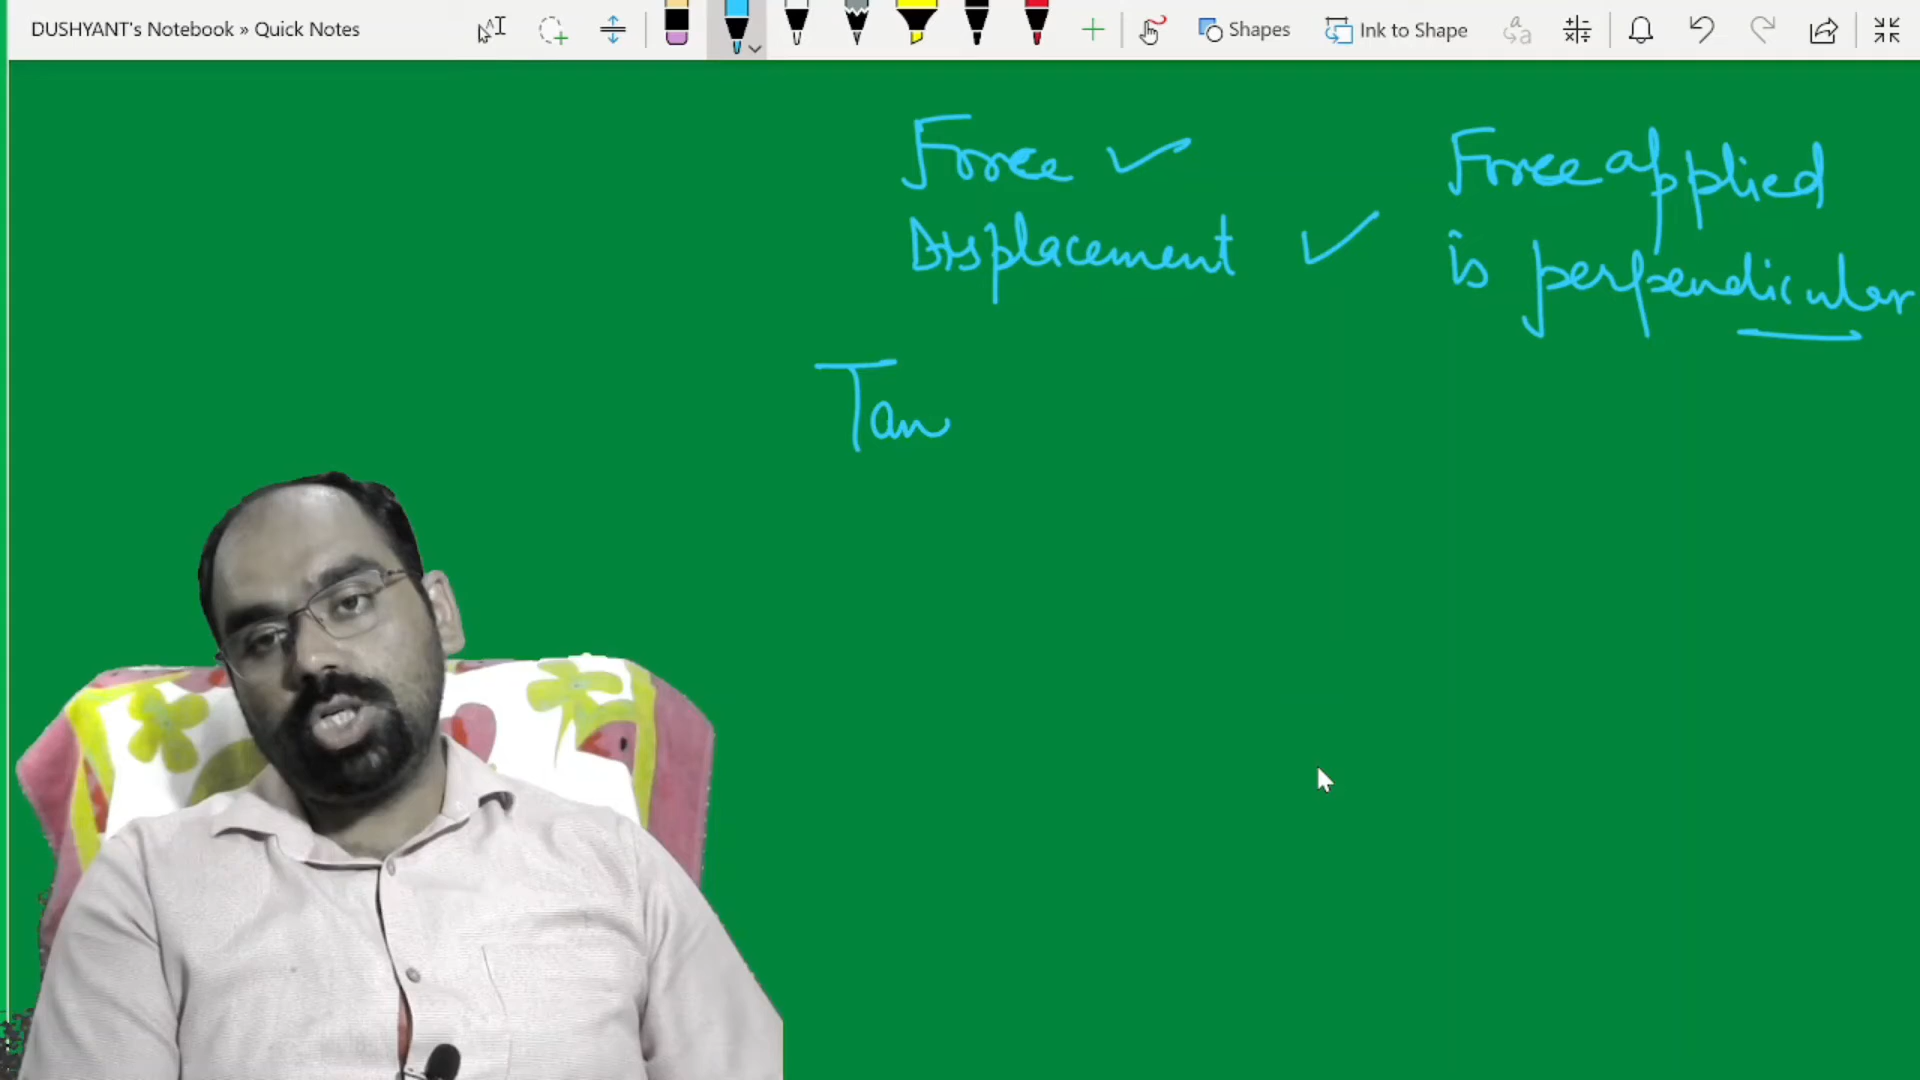 DUSHYANT's Notebook » Quick Notes
Shapes
Ink to Shape
Force ✓
Displacement ✓
Force applied
is perpendicular
Tan